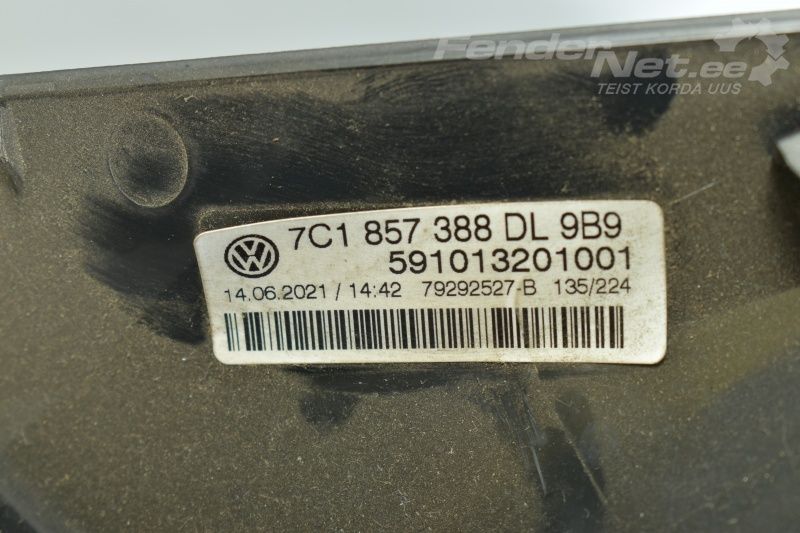 FenderNet.ee
TEIST KORDA UUS
7C1 857 388 DL 9B9
591013201001
14.06.2021 / 14:42 79292527-B 135/224